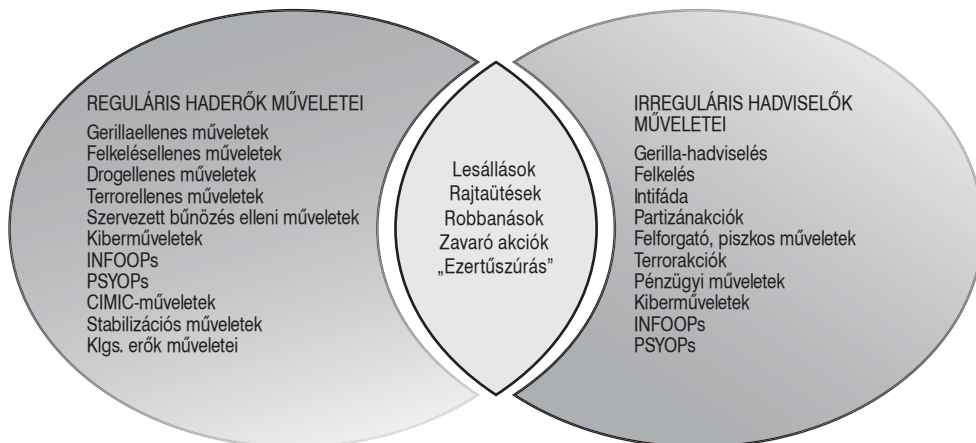 REGULÁRIS HADERŐK MŰVELETEI
Gerillaellenes műveletek
Felkelésellenes műveletek
Drogellenes műveletek
Terrorellenes műveletek
Szervezett bűnözés elleni műveletek
Kiberműveletek
INFOOPs
PSYOPs
CIMIC-műveletek
Stabilizációs műveletek
Klgs. erők műveletei
Lesállások
Rajtaütések
Robbanások
Zavaró akciók
„Ezertűszúrás”
IRREGULÁRIS HADVISELŐK
MŰVELETEI
Gerilla-hadviselés
Felkelés
Intifáda
Partizánakciók
Felforgató, piszkos műveletek
Terrorakciók
Pénzügyi műveletek
Kiberműveletek
INFOOPs
PSYOPs